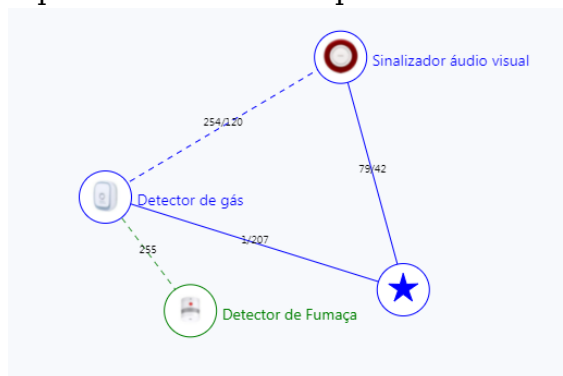 Sinalizador áudio visual
254/120
79/42
Detector de gás
1/207
255
Detector de Fumaça